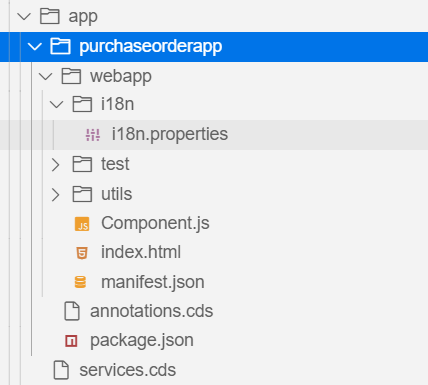 app
purchaseorderapp
webapp
i18n
i18n.properties
test
utils
Component.js
index.html
manifest.json
annotations.cds
package.json
services.cds